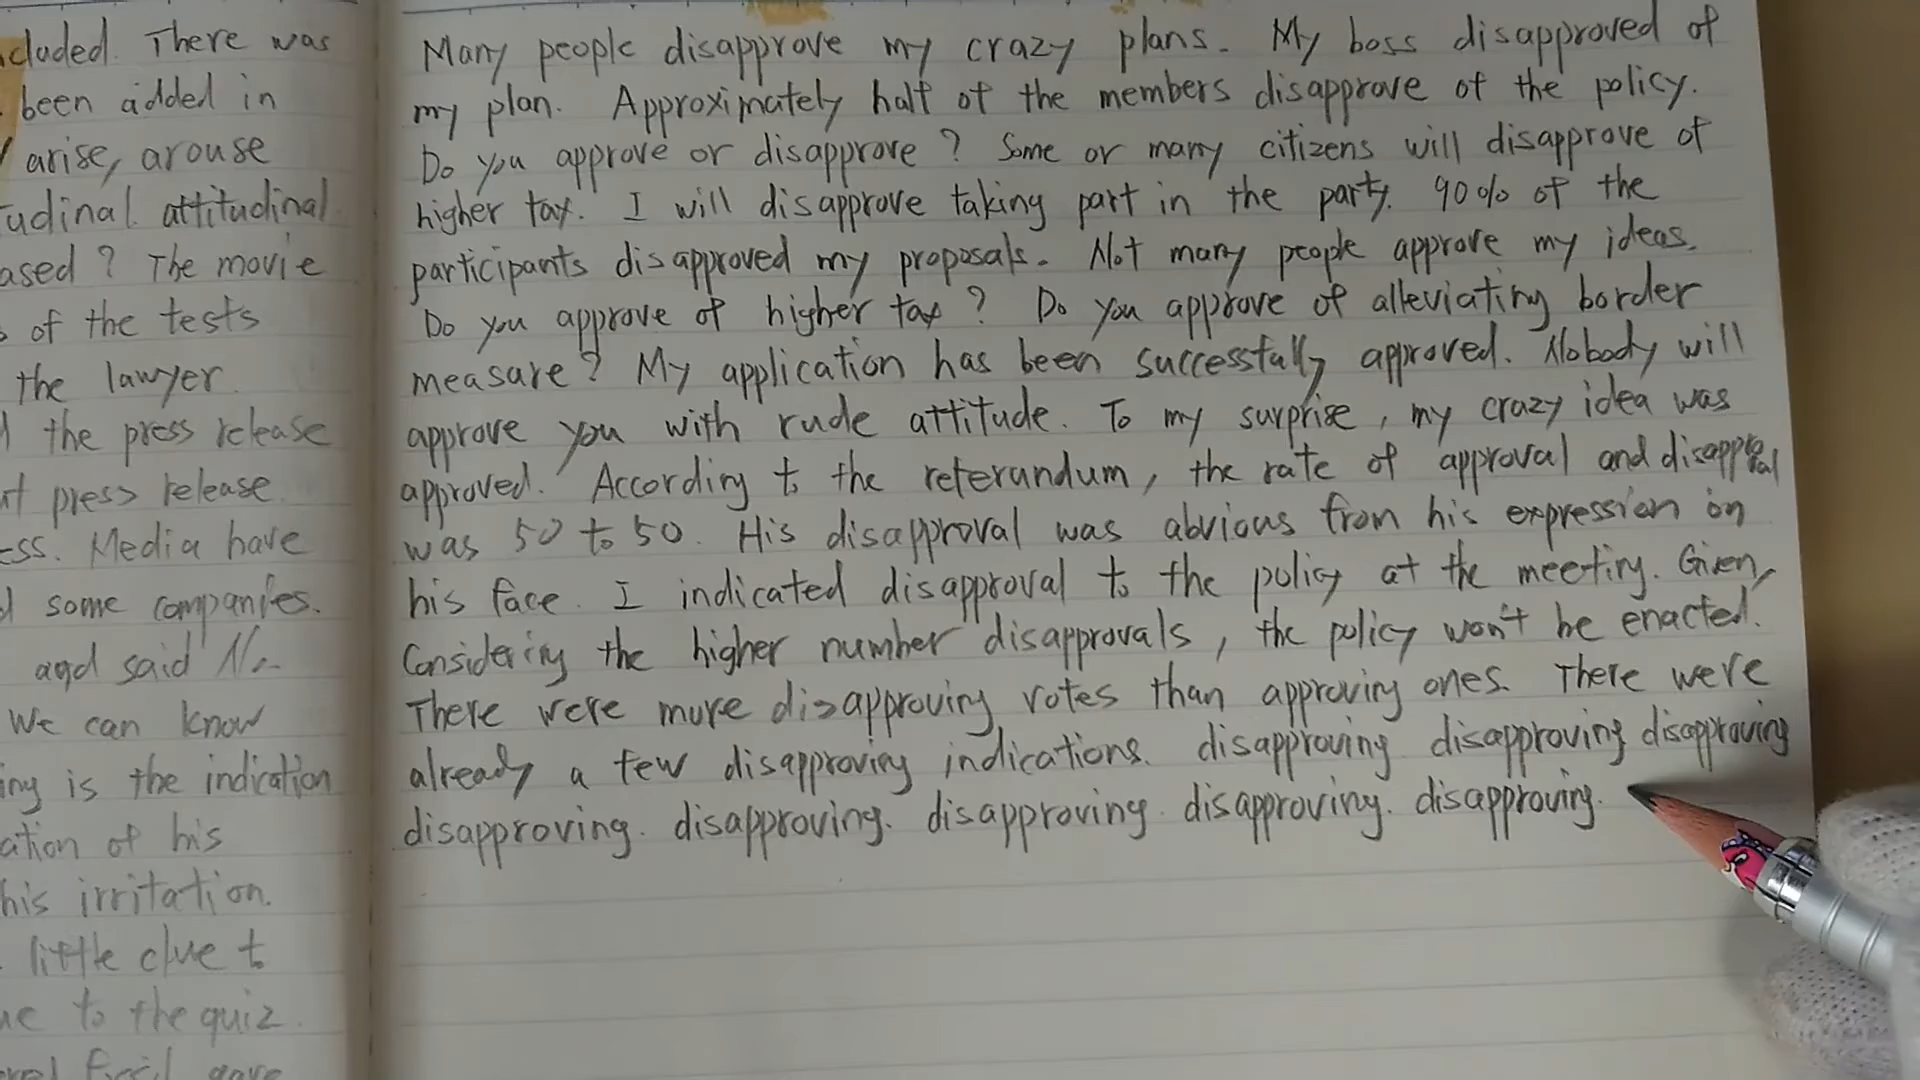 cluded. There was
been added in
arise, arouse
tudinal. attitudinal
ased? The movie
of the tests
the lawyer
the press release
press release
ess. Media have
some companies.
agd said No
We can know
ing is the indication
ation of his
his irritation.
little clue to
ue to the quiz.
gave
Many people disapprove my crazy plans. My boss disapproved of
my plan. Approximately half of the members disapprove of the policy.
Do you approve or disapprove? Some or many citizens will disapprove of
higher tax. I will disapprove taking part in the party. 90% of the
participants disapproved my proposals. Not many people approve my ideas.
Do you approve of higher tax? Do you approve of alleviating border
measure? My application has been successfully approved. Nobody will
approve you with rude attitude. To my surprise, my crazy idea was
approved. According to the referandum, the rate of approval and
was 50 to 50. His disapproval was abvious from his expression on
his face. I indicated disapproval to the policy at the meeting. Given,
Considering the higher number disapprovals, the policy won't be enacted.
There were more disapproving votes than approving ones. There were
already a few disapproving indications. disapproving disapproving disapproving
disapproving. disapproving. disapproving. disapproving. disapproving.